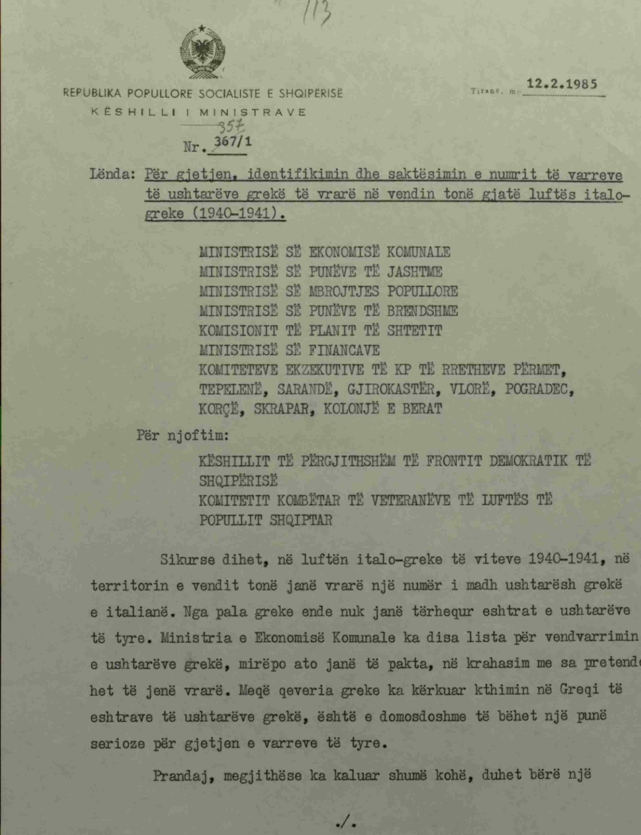 113
REPUBLIKA POPULLORE SOCIALISTE E SHQIPERISE
Tiranë, m. 12.2.1985
KËSHILLI I MINISTRAVE
357
Nr. 367/1
Lënda: Për gjetjen, identifikimin dhe saktësimin e numrit të varreve
të ushtarëve grekë të vrarë në vendin tonë gjatë luftës italo-
greke (1940-1941).
MINISTRISË SË EKONOMISË KOMUNALE
MINISTRISË SË PUNËVE TË JASHTME
MINISTRISË SË MBROJTJES POPULLORE
MINISTRISË SË PUNËVE TË BRENDSHME
KOMISIONIT TË PLANIT TË SHTETIT
MINISTRISË SË FINANCAVE
KOMITETEVE EKZEKUTIVE TË KP TË RRETHEVE PËRMET,
TEPELENË, SARANDË, GJIROKASTËR, VLORË, POGRADEC,
KORÇË, SKRAPAR, KOLONJË E BERAT
Për njoftim:
KËSHILLIT TË PËRGJITHSHËM TË FRONTIT DEMOKRATIK TË
SHQIPËRISË
KOMITETIT KOMBËTAR TË VETERANËVE TË LUFTËS TË
POPULLIT SHQIPTAR
Sikurse dihet, në luftën italo-greke të viteve 1940-1941, në
territorin e vendit tonë janë vrarë një numër i madh ushtarësh grekë
e italianë. Nga pala greke ende nuk janë tërhequr eshtrat e ushtarëve
të tyre. Ministria e Ekonomisë Komunale ka disa lista për vendvarrimin
e ushtarëve grekë, mirëpo ato janë të pakta, në krahasim me sa pretendo
het të jenë vrarë. Meqë qeveria greke ka kërkuar kthimin në Greqi të
eshtrave të ushtarëve grekë, është e domosdoshme të bëhet një punë
serioze për gjetjen e varreve të tyre.
Prandaj, megjithëse ka kaluar shumë kohë, duhet bërë një
./.